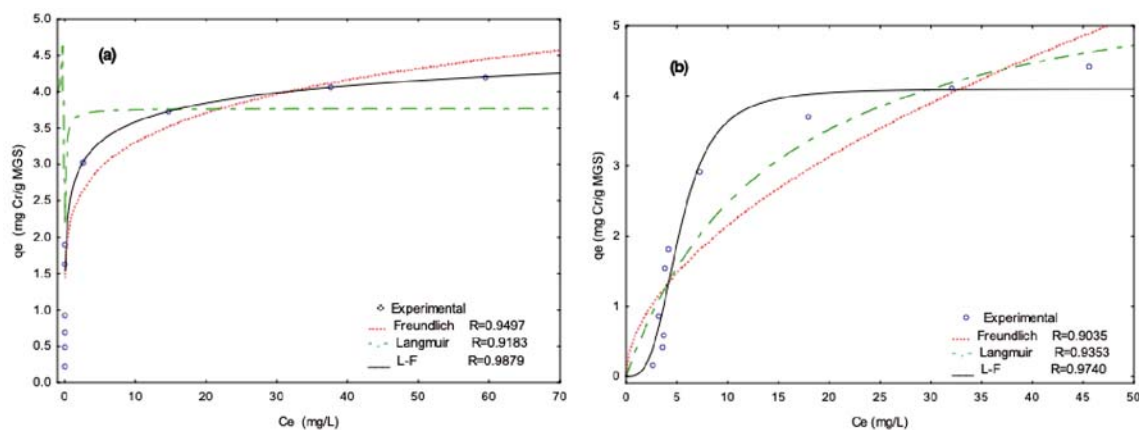 (a)
5.0
4.5
4.0
3.5
3.0
2.5
2.0
1.5
1.0
0.5
0.0
qe (mg Cr/g MGS)
Experimental
Freundlich R=0.9497
Langmuir R=0.9183
L-F R=0.9879
0 10 20 30 40 50 60 70
Ce (mg/L)
(b)
5
4
3
2
1
0
qe (mg Cr/g MGS)
Experimental
Freundlich R=0.9035
Langmuir R=0.9353
L-F R=0.9740
0 5 10 15 20 25 30 35 40 45 50
Ce (mg/L)